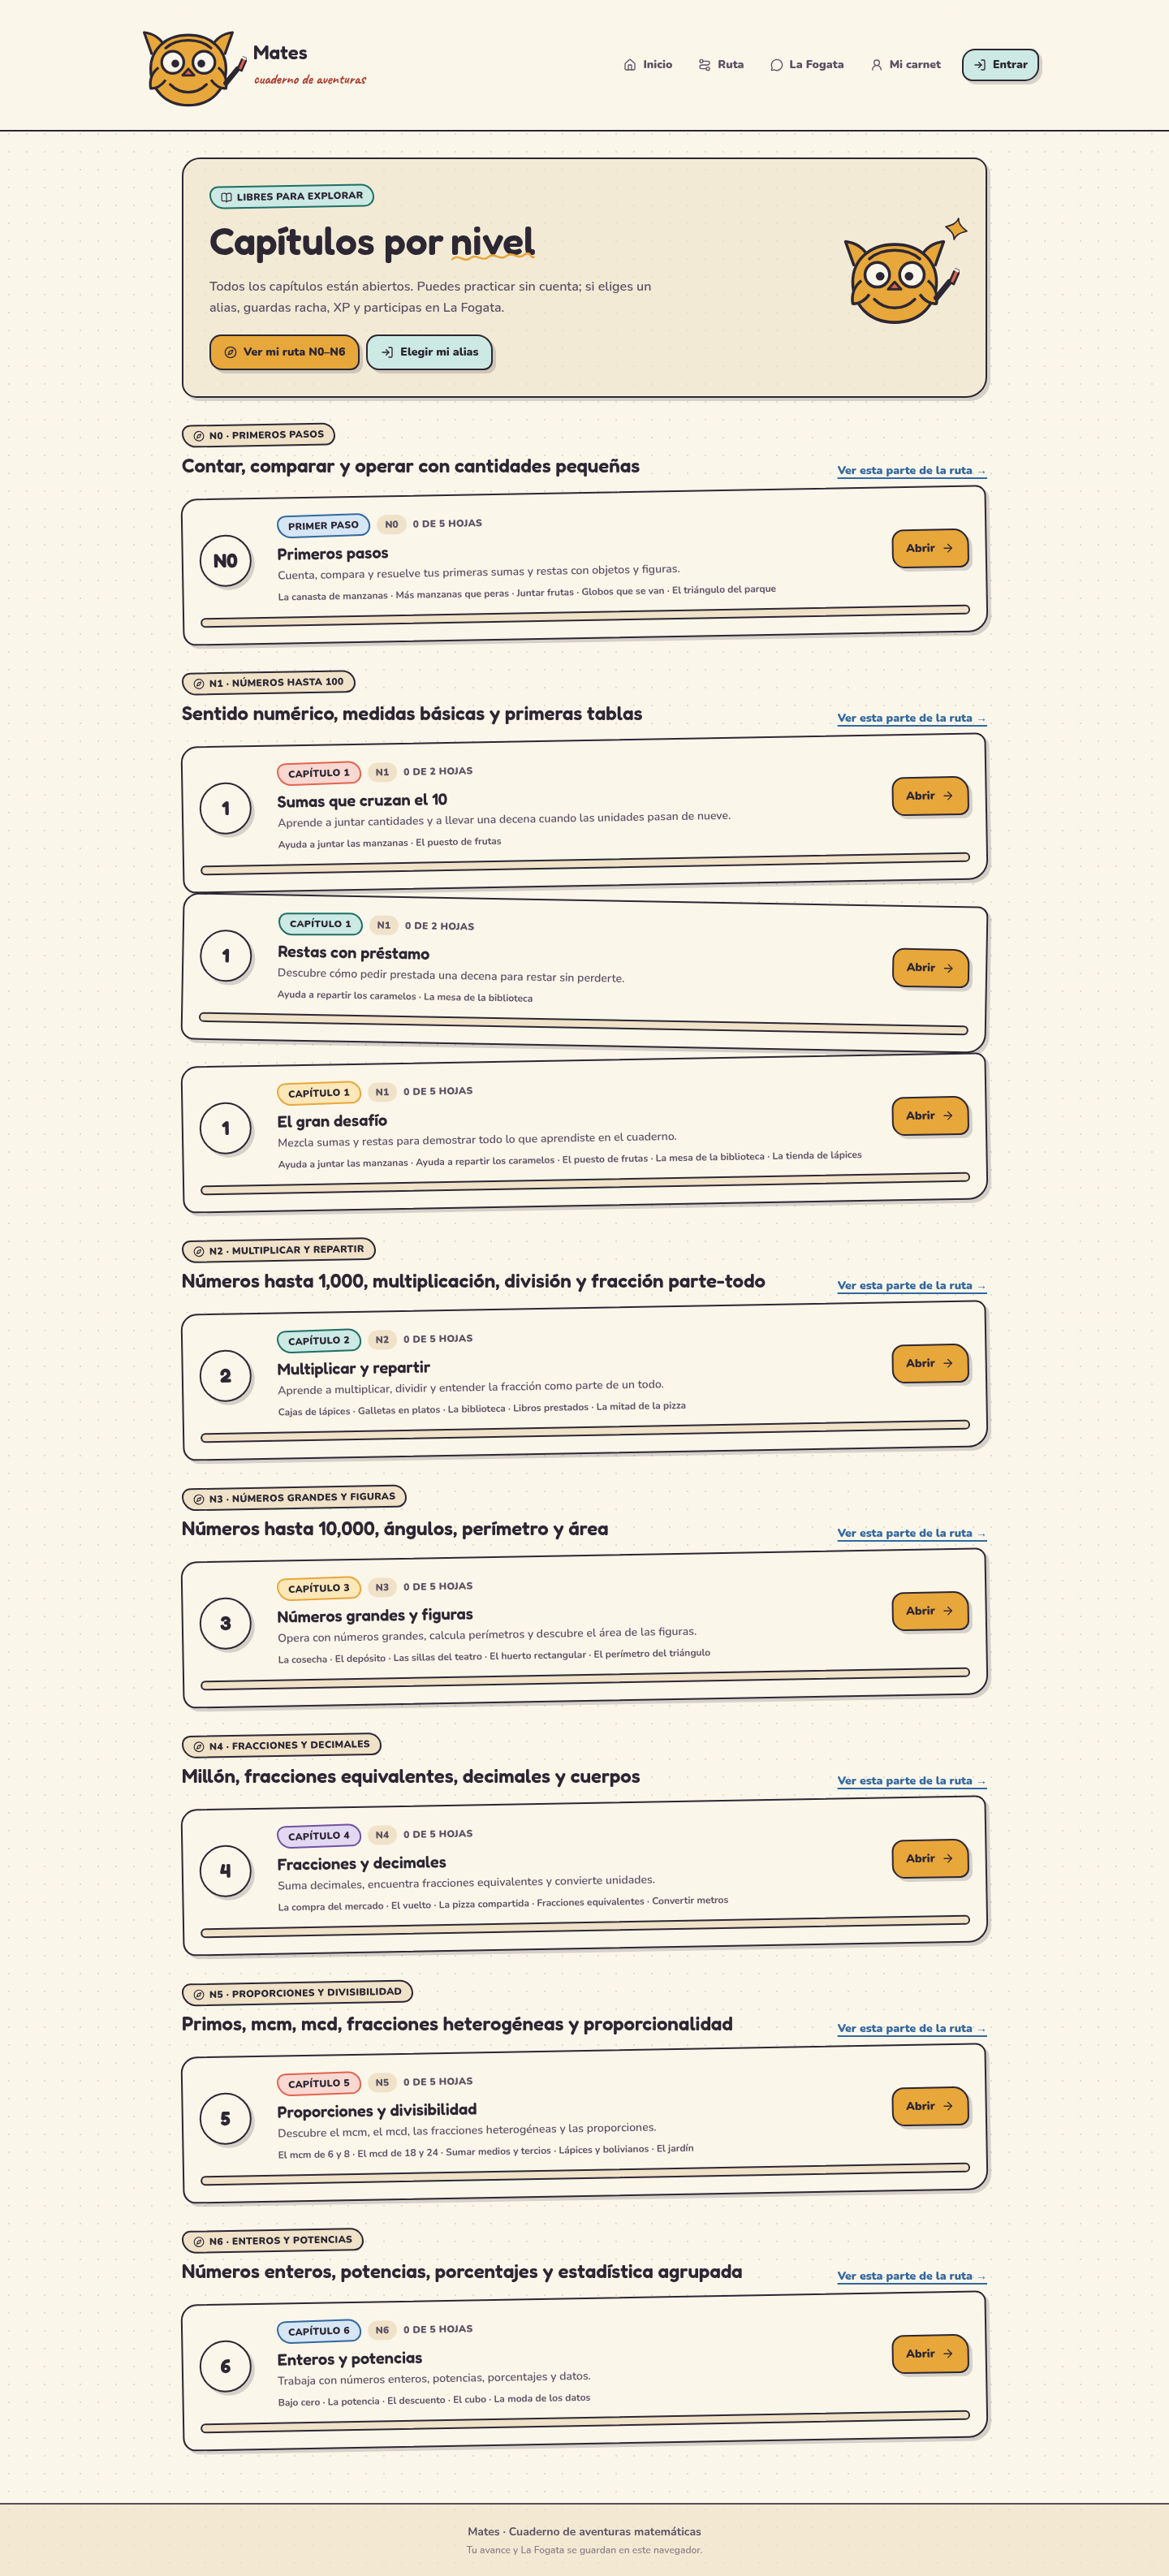 Mates
cuaderno de aventuras
Inicio
Ruta
La Fogata
Mi carnet
Entrar
LIBRES PARA EXPLORAR
Capítulos por nivel
Todos los capítulos están abiertos. Puedes practicar sin cuenta; si eliges un
alias, guardas racha, XP y participas en La Fogata.
Ver mi ruta N0–N6
Elegir mi alias
N0 · PRIMEROS PASOS
Contar, comparar y operar con cantidades pequeñas
Ver esta parte de la ruta →
N0
PRIMER PASO N0 0 DE 5 HOJAS
Primeros pasos
Cuenta, compara y resuelve tus primeras sumas y restas con objetos y figuras.
La canasta de manzanas · Más manzanas que peras · Juntar frutas · Globos que se van · El triángulo del parque
Abrir →
N1 · NÚMEROS HASTA 100
Sentido numérico, medidas básicas y primeras tablas
Ver esta parte de la ruta →
1
CAPÍTULO 1 N1 0 DE 2 HOJAS
Sumas que cruzan el 10
Aprende a juntar cantidades y a llevar una decena cuando las unidades pasan de nueve.
Ayuda a juntar las manzanas · El puesto de frutas
Abrir →
1
CAPÍTULO 1 N1 0 DE 2 HOJAS
Restas con préstamo
Descubre cómo pedir prestada una decena para restar sin perderte.
Ayuda a repartir los caramelos · La mesa de la biblioteca
Abrir →
1
CAPÍTULO 1 N1 0 DE 5 HOJAS
El gran desafío
Mezcla sumas y restas para demostrar todo lo que aprendiste en el cuaderno.
Ayuda a juntar las manzanas · Ayuda a repartir los caramelos · El puesto de frutas · La mesa de la biblioteca · La tienda de lápices
Abrir →
N2 · MULTIPLICAR Y REPARTIR
Números hasta 1,000, multiplicación, división y fracción parte-todo
Ver esta parte de la ruta →
2
CAPÍTULO 2 N2 0 DE 5 HOJAS
Multiplicar y repartir
Aprende a multiplicar, dividir y entender la fracción como parte de un todo.
Cajas de lápices · Galletas en platos · La biblioteca · Libros prestados · La mitad de la pizza
Abrir →
N3 · NÚMEROS GRANDES Y FIGURAS
Números hasta 10,000, ángulos, perímetro y área
Ver esta parte de la ruta →
3
CAPÍTULO 3 N3 0 DE 5 HOJAS
Números grandes y figuras
Opera con números grandes, calcula perímetros y descubre el área de las figuras.
La cosecha · El depósito · Las sillas del teatro · El huerto rectangular · El perímetro del triángulo
Abrir →
N4 · FRACCIONES Y DECIMALES
Millón, fracciones equivalentes, decimales y cuerpos
Ver esta parte de la ruta →
4
CAPÍTULO 4 N4 0 DE 5 HOJAS
Fracciones y decimales
Suma decimales, encuentra fracciones equivalentes y convierte unidades.
La compra del mercado · El vuelto · La pizza compartida · Fracciones equivalentes · Convertir metros
Abrir →
N5 · PROPORCIONES Y DIVISIBILIDAD
Primos, mcm, mcd, fracciones heterogéneas y proporcionalidad
Ver esta parte de la ruta →
5
CAPÍTULO 5 N5 0 DE 5 HOJAS
Proporciones y divisibilidad
Descubre el mcm, el mcd, las fracciones heterogéneas y las proporciones.
El mcm de 6 y 8 · El mcd de 18 y 24 · Sumar medios y tercios · Lápices y bolivianos · El jardín
Abrir →
N6 · ENTEROS Y POTENCIAS
Números enteros, potencias, porcentajes y estadística agrupada
Ver esta parte de la ruta →
6
CAPÍTULO 6 N6 0 DE 5 HOJAS
Enteros y potencias
Trabaja con números enteros, potencias, porcentajes y datos.
Bajo cero · La potencia · El descuento · El cubo · La moda de los datos
Abrir →
Mates · Cuaderno de aventuras matemáticas
Tu avance y La Fogata se guardan en este navegador.